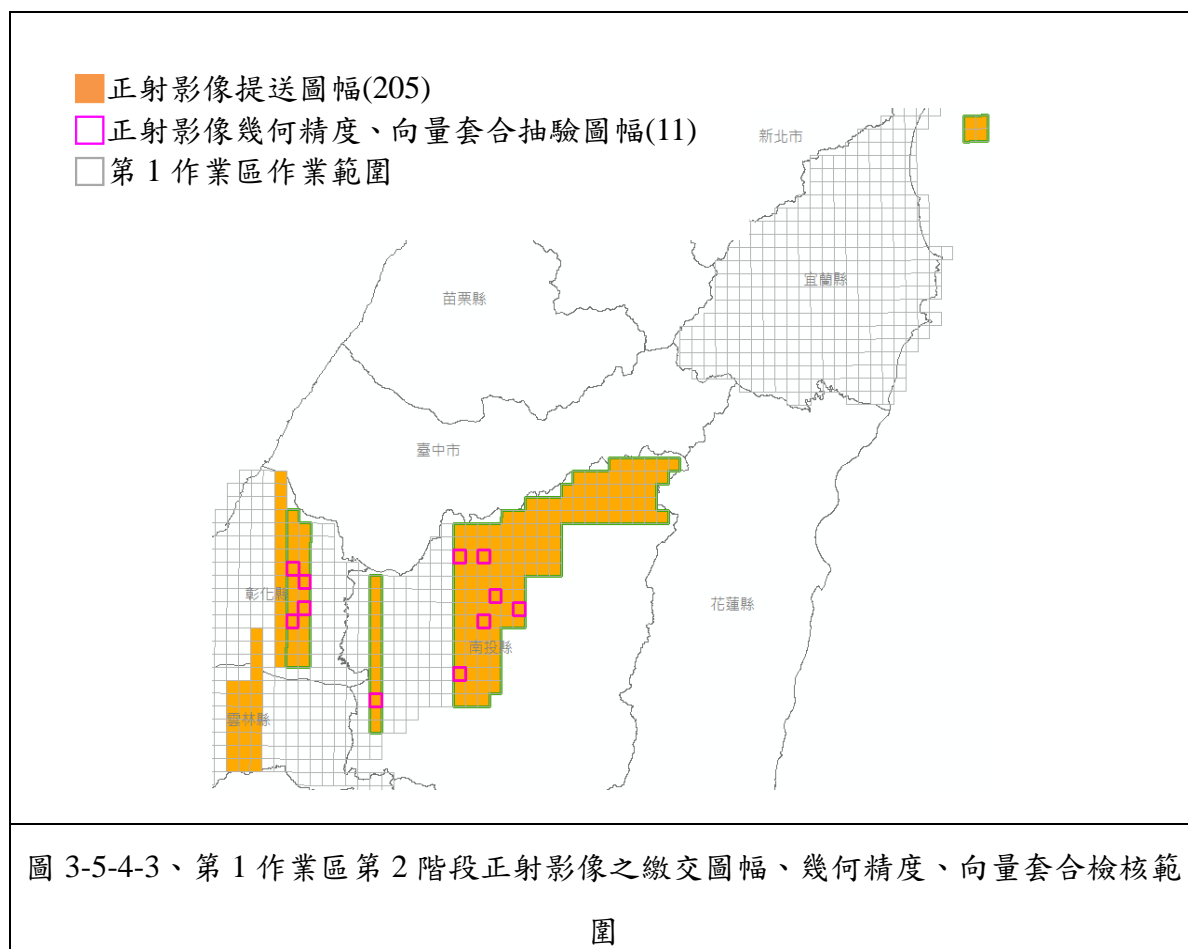 正射影像提送圖幅(205)
正射影像幾何精度、向量套合抽驗圖幅(11)
第 1 作業區作業範圍
新北市
宜蘭縣
苗栗縣
臺中市
彰化縣
花蓮縣
南投縣
雲林縣
圖 3-5-4-3、第 1 作業區第 2 階段正射影像之繳交圖幅、幾何精度、向量套合檢核範
圍